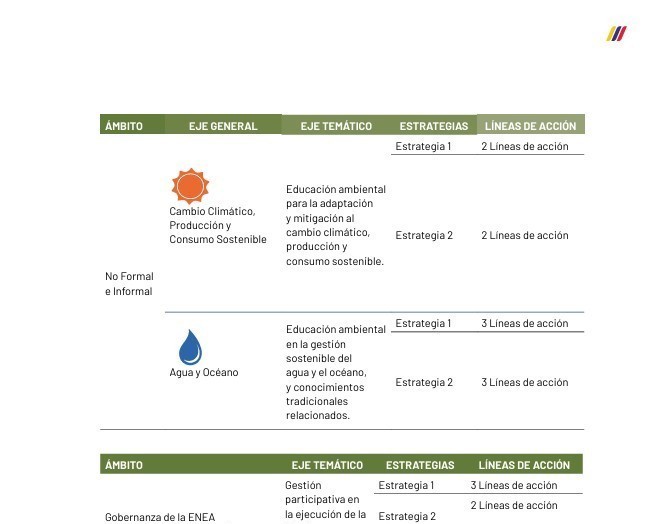 ÁMBITO EJE GENERAL EJE TEMÁTICO ESTRATEGIAS LÍNEAS DE ACCIÓN
Estrategia 1 2 Líneas de acción
Educación ambiental
para la adaptación
Cambio Climático, y mitigación al
Producción y cambio climático,
Consumo Sostenible producción y
consumo sostenible.
Estrategia 2 2 Líneas de acción
No Formal
e Informal
Educación ambiental
en la gestión
sostenible del
Agua y Océano agua y el océano,
y conocimientos
tradicionales
relacionados.
Estrategia 1 3 Líneas de acción
Estrategia 2 3 Líneas de acción
ÁMBITO EJE TEMÁTICO ESTRATEGIAS LÍNEAS DE ACCIÓN
Gestión Estrategia 1 3 Líneas de acción
participativa en
2 Líneas de acción
Gobernanza de la ENEA la ejecución de la Estrategia 2